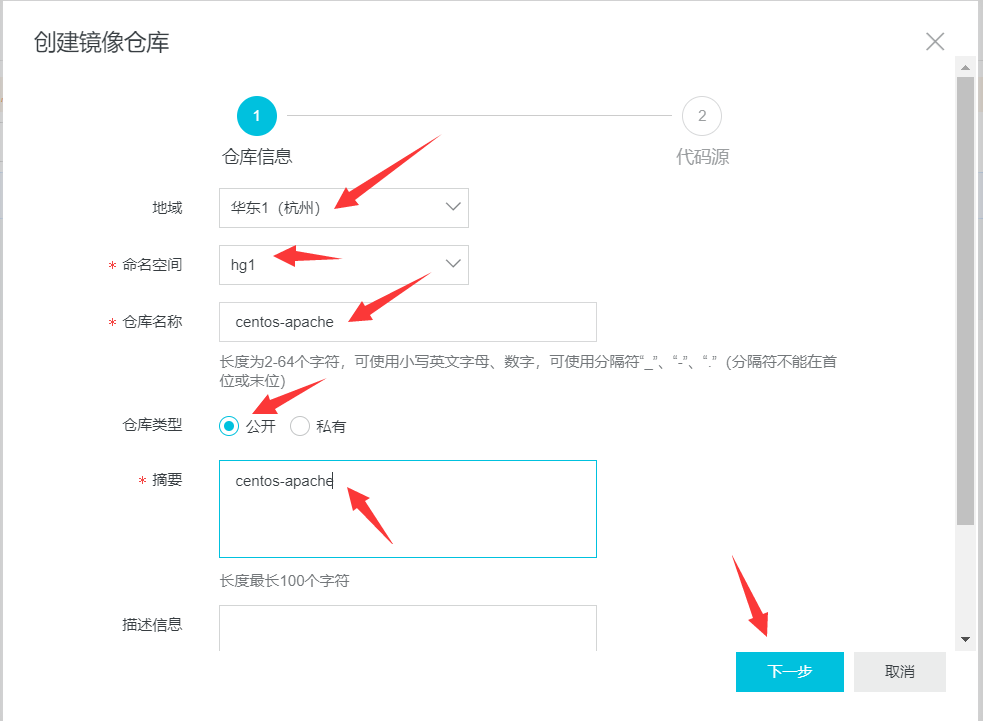 创建镜像仓库
1
2
仓库信息
代码源
地域
华东1（杭州）
* 命名空间
hg1
* 仓库名称
centos-apache
长度为2-64个字符，可使用小写英文字母、数字，可使用分隔符“_”、“-”、“.”（分隔符不能在首
位或末位）
仓库类型
公开
私有
* 摘要
centos-apache
长度最长100个字符
描述信息
下一步
取消